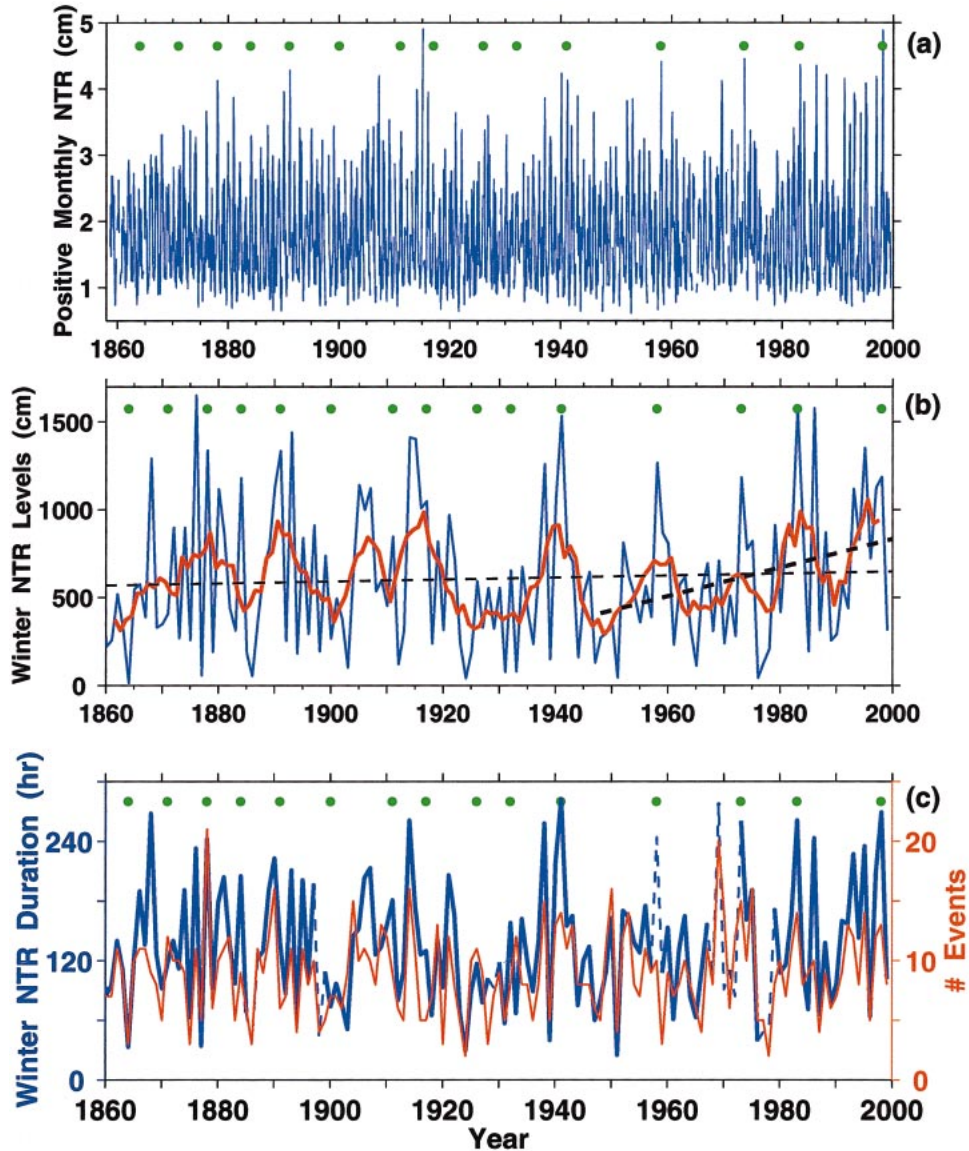 Positive Monthly NTR (cm)
5
4
3
2
1
(a)
1860 1880 1900 1920 1940 1960 1980 2000
Winter NTR Levels (cm)
1500
1000
500
0
(b)
1860 1880 1900 1920 1940 1960 1980 2000
Winter NTR Duration (hr)
240
120
0
(c)
20
10
0
# Events
1860 1880 1900 1920 1940 1960 1980 2000
Year